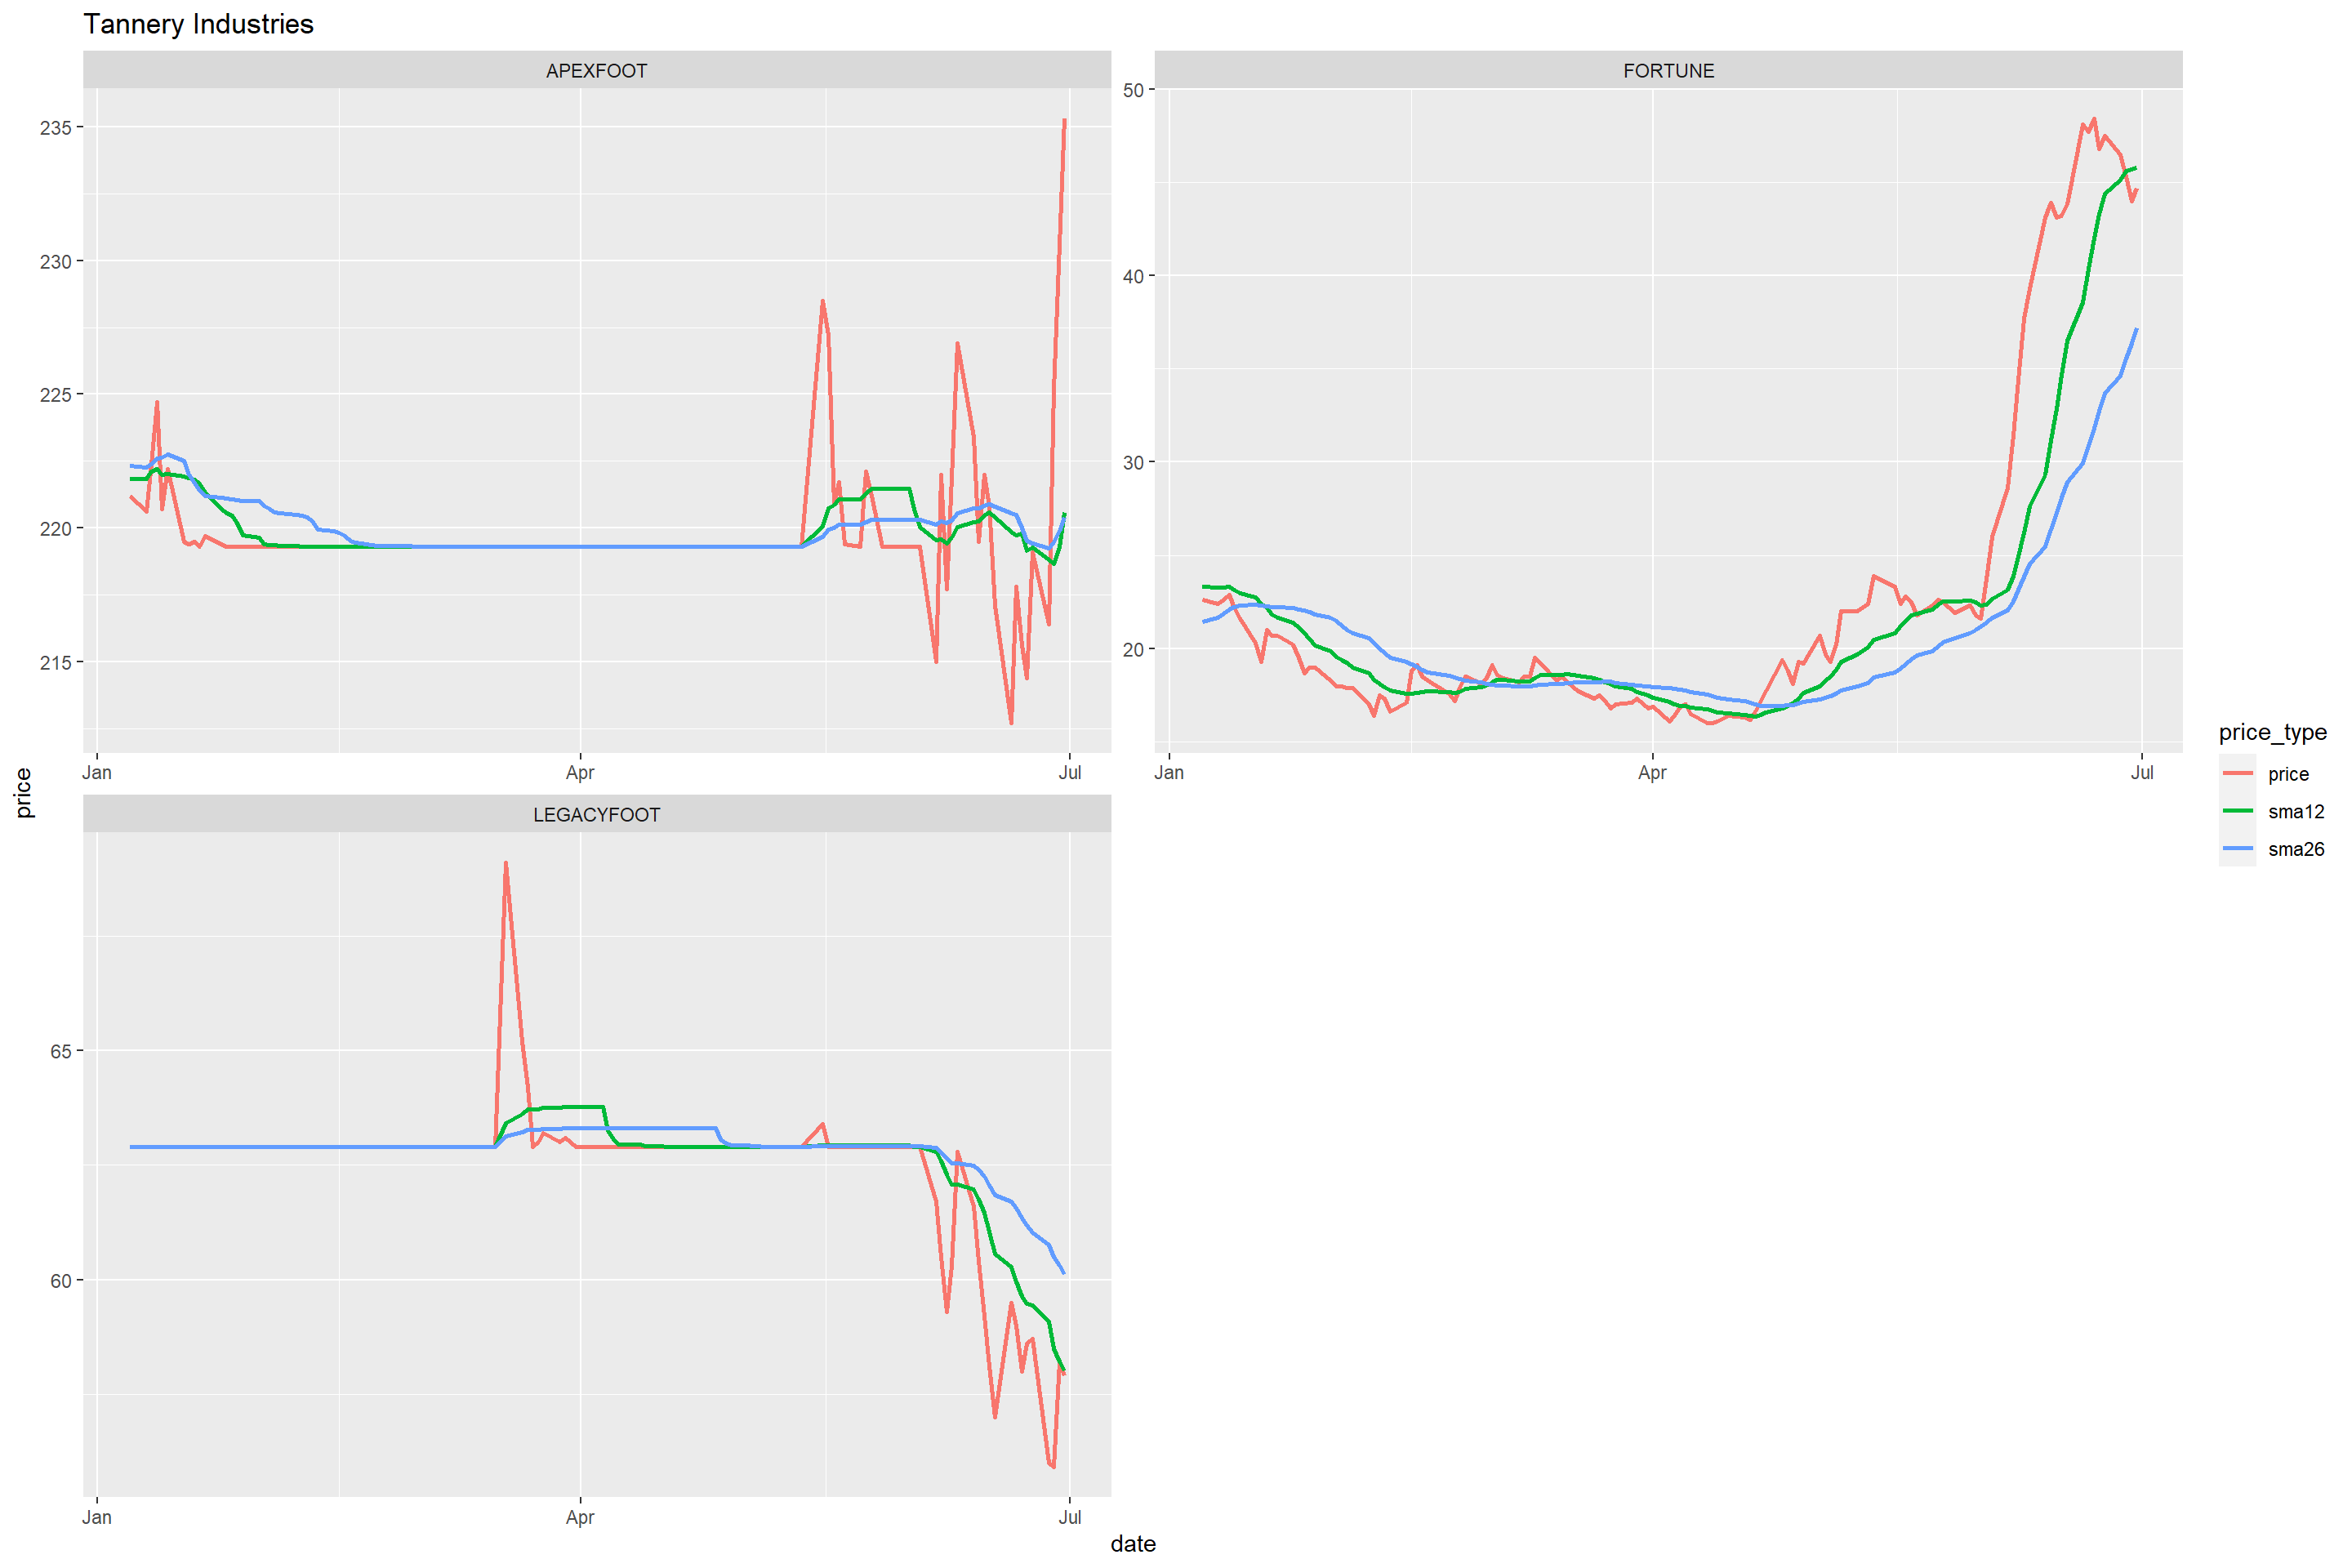 Tannery Industries
APEXFOOT
235
230
225
220
215
Jan Apr Jul
FORTUNE
50
40
30
20
Jan Apr Jul
LEGACYFOOT
65
60
Jan Apr Jul
price
date
price_type
price
sma12
sma26